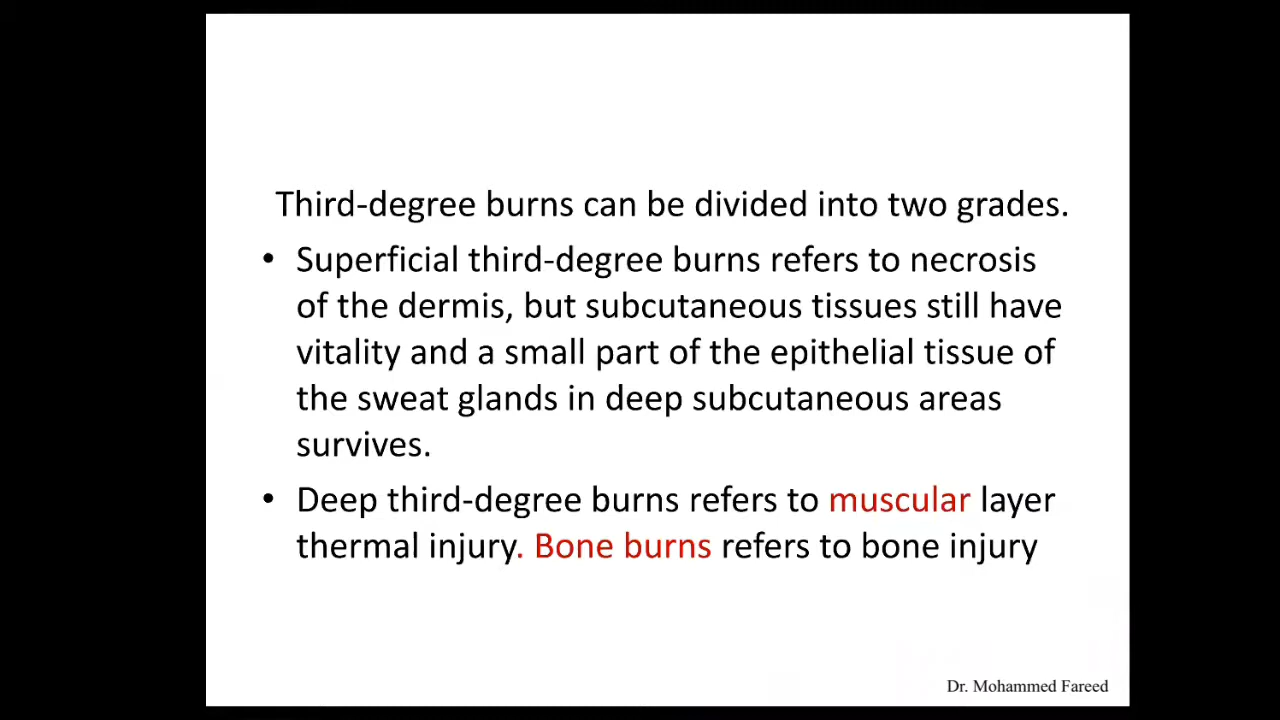 Third-degree burns can be divided into two grades.
• Superficial third-degree burns refers to necrosis
of the dermis, but subcutaneous tissues still have
vitality and a small part of the epithelial tissue of
the sweat glands in deep subcutaneous areas
survives.
• Deep third-degree burns refers to muscular layer
thermal injury. Bone burns refers to bone injury
Dr. Mohammed Fareed